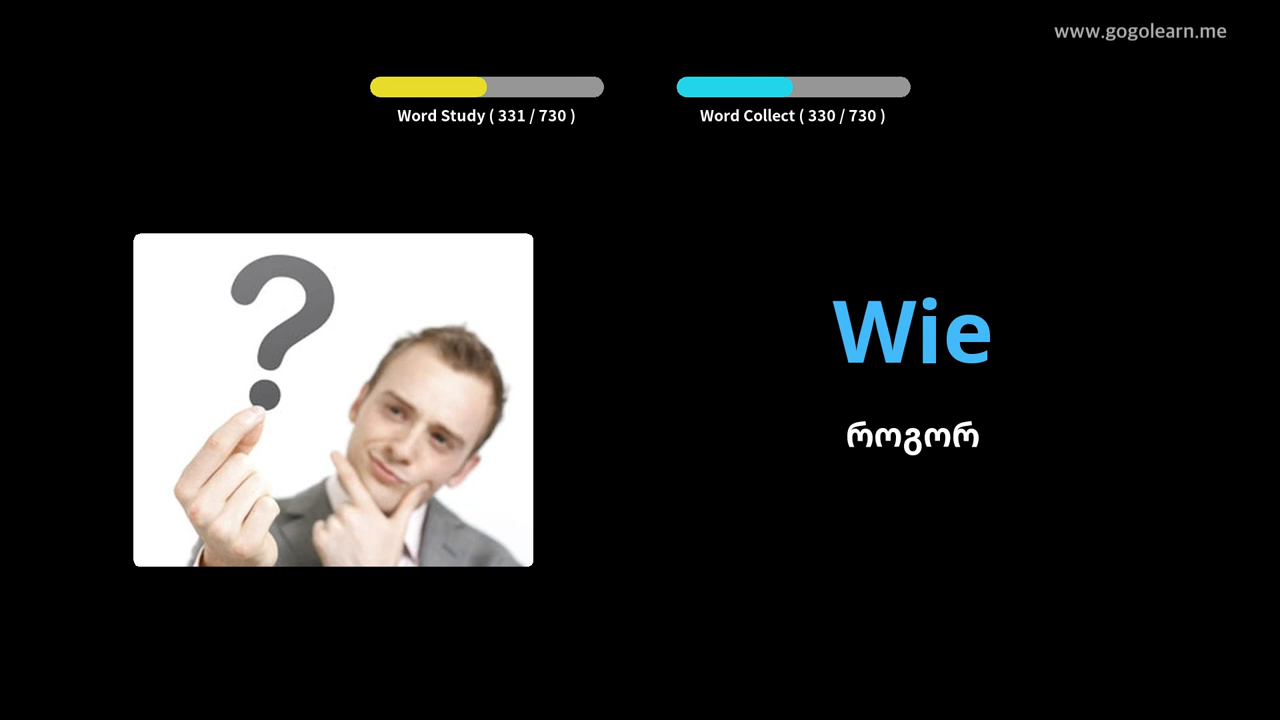 www.gogolearn.me
Word Study ( 331 / 730 )
Word Collect ( 330 / 730 )
?
Wie
როგორ